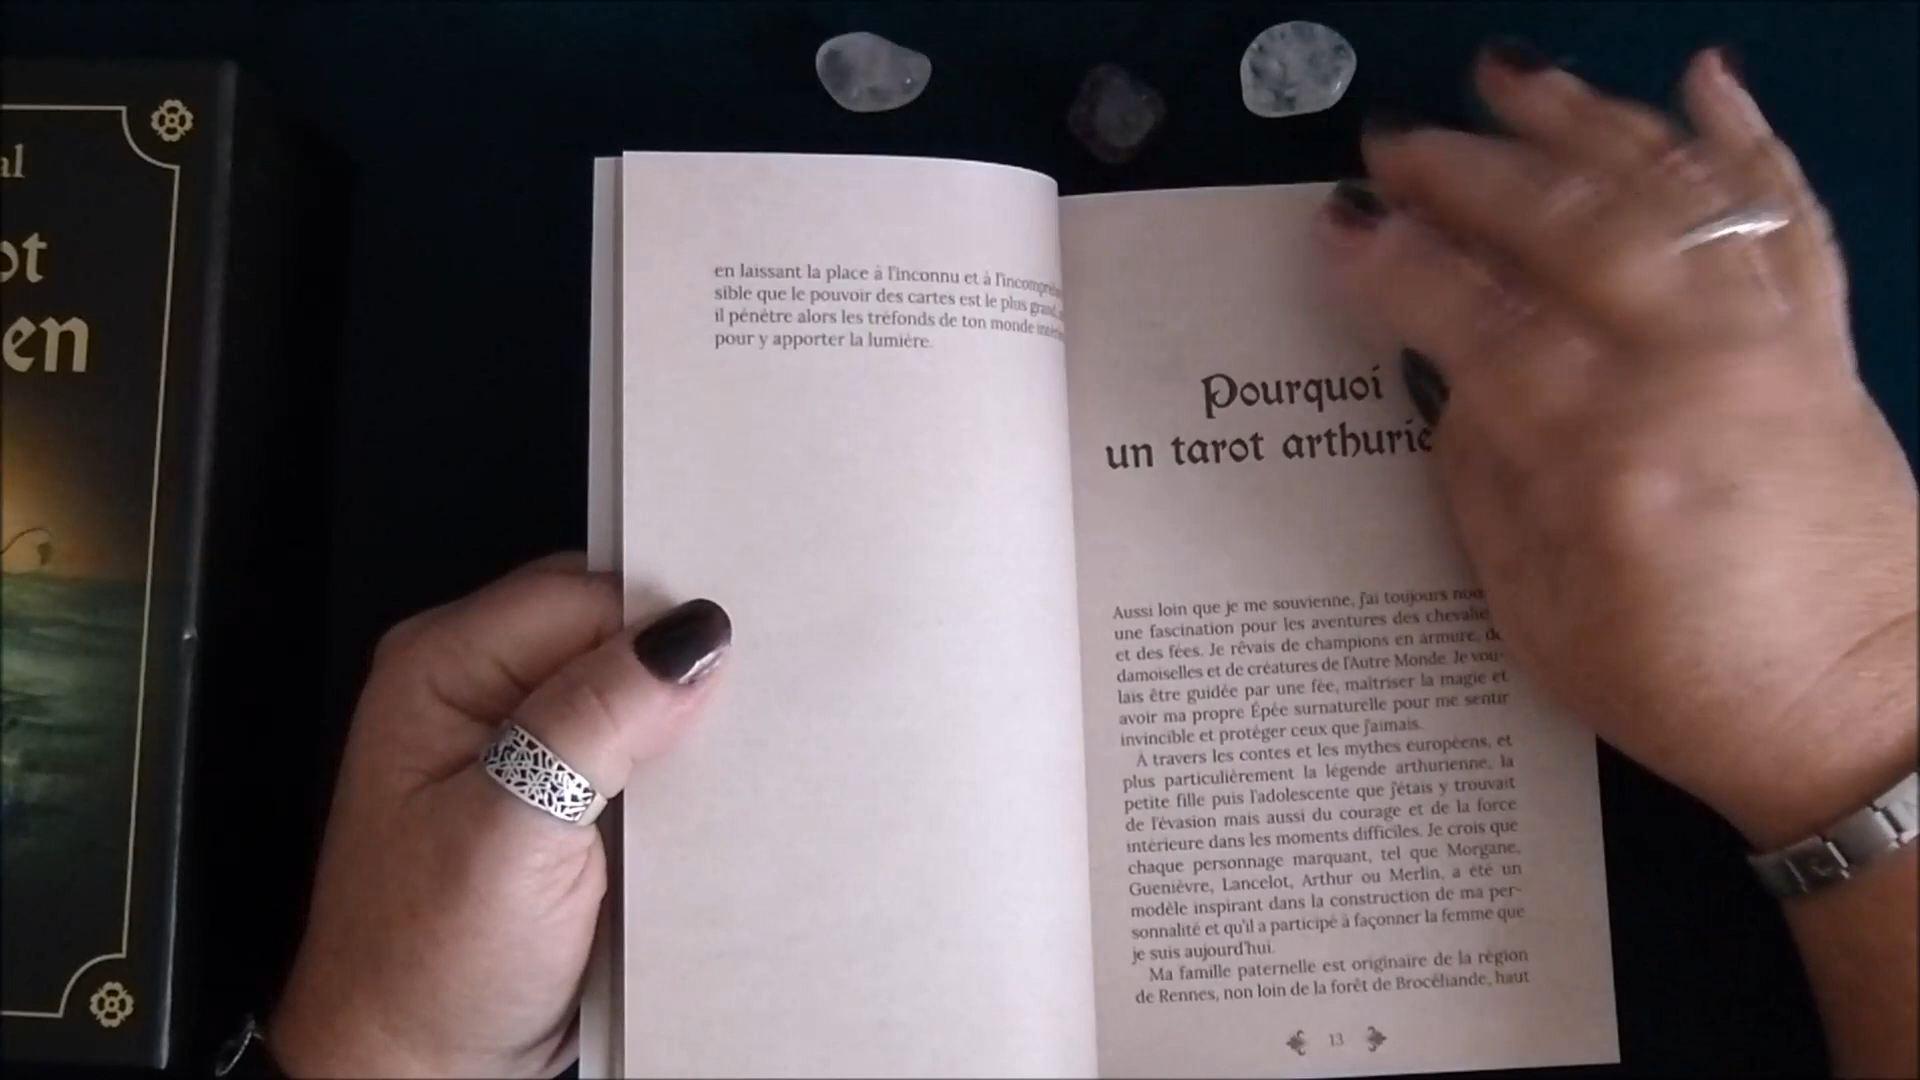 al
ot
en
en laissant la place à l'inconnu et à l'incompréhen
sible que le pouvoir des cartes est le plus grand,
il pénètre alors les tréfonds de ton monde
pour y apporter la lumière.
Pourquoi
un tarot arthurie
Aussi loin que je me souvienne, j'ai toujours
une fascination pour les aventures des chevalie
et des fées. Je rêvais de champions en armure, de
damoiselles et de créatures de l'Autre Monde. Je vou-
lais être guidée par une fée, maîtriser la magie et
avoir ma propre Épée surnaturelle pour me sentir
invincible et protéger ceux que j'aimais.
À travers les contes et les mythes européens, et
plus particulièrement la légende arthurienne, la
petite fille puis l'adolescente que j'étais y trouvait
de l'évasion mais aussi du courage et de la force
intérieure dans les moments difficiles. Je crois que
chaque personnage marquant, tel que Morgane,
Guenièvre, Lancelot, Arthur ou Merlin, a été un
modèle inspirant dans la construction de ma per-
sonnalité et qu'il a participé à façonner la femme que
je suis aujourd'hui.
Ma famille paternelle est originaire de la région
de Rennes, non loin de la forêt de Brocéliande, haut
13